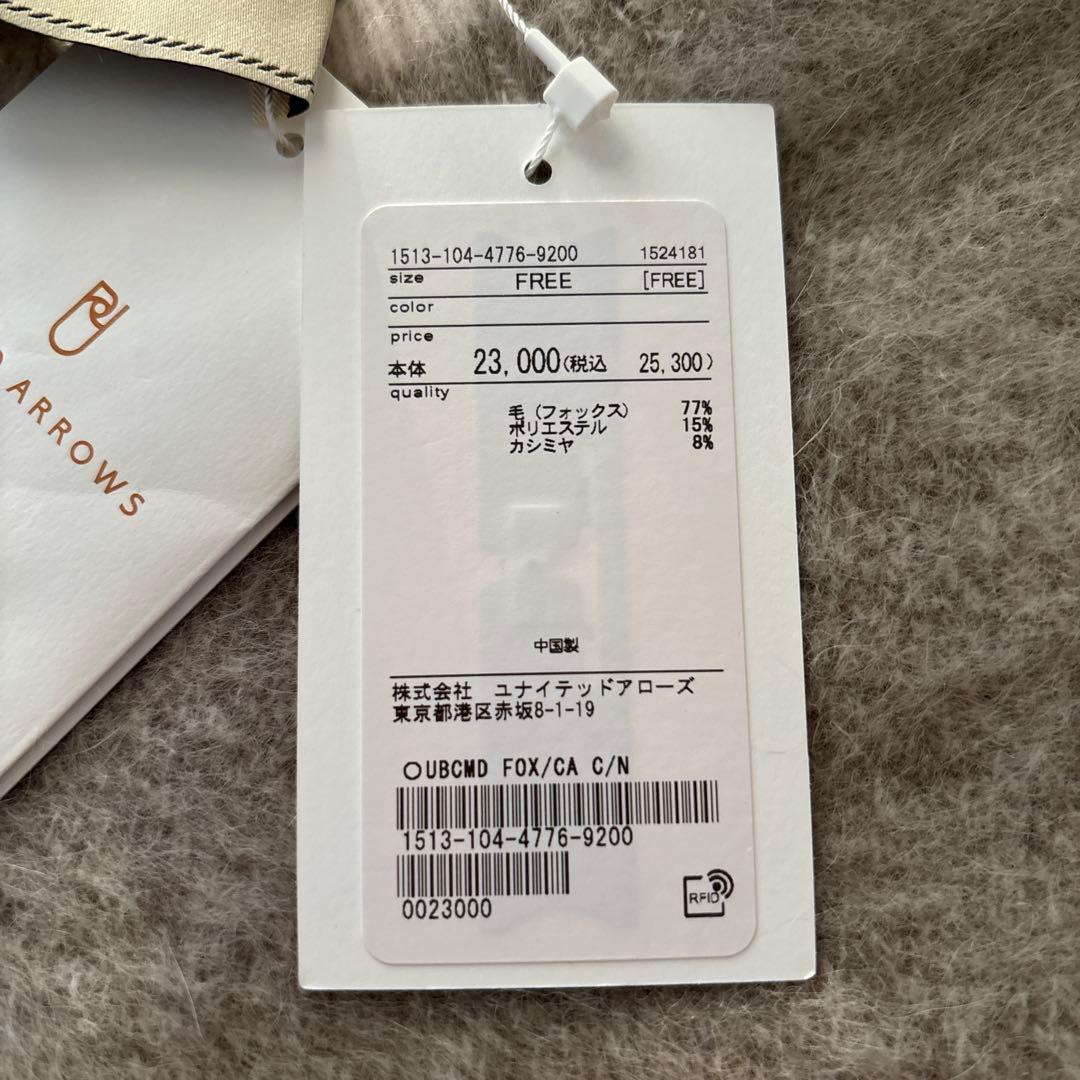 ARROWS
1513-104-4776-9200 1524181
size FREE [FREE]
color
price
本体 23,000(税込 25,300)
quality
毛(フォックス) 77%
ポリエステル 15%
カシミヤ 8%
中国製
株式会社 ユナイテッドアローズ
東京都港区赤坂8-1-19
〇UBCMD FOX/CA C/N
1513-104-4776-9200
0023000
RFID